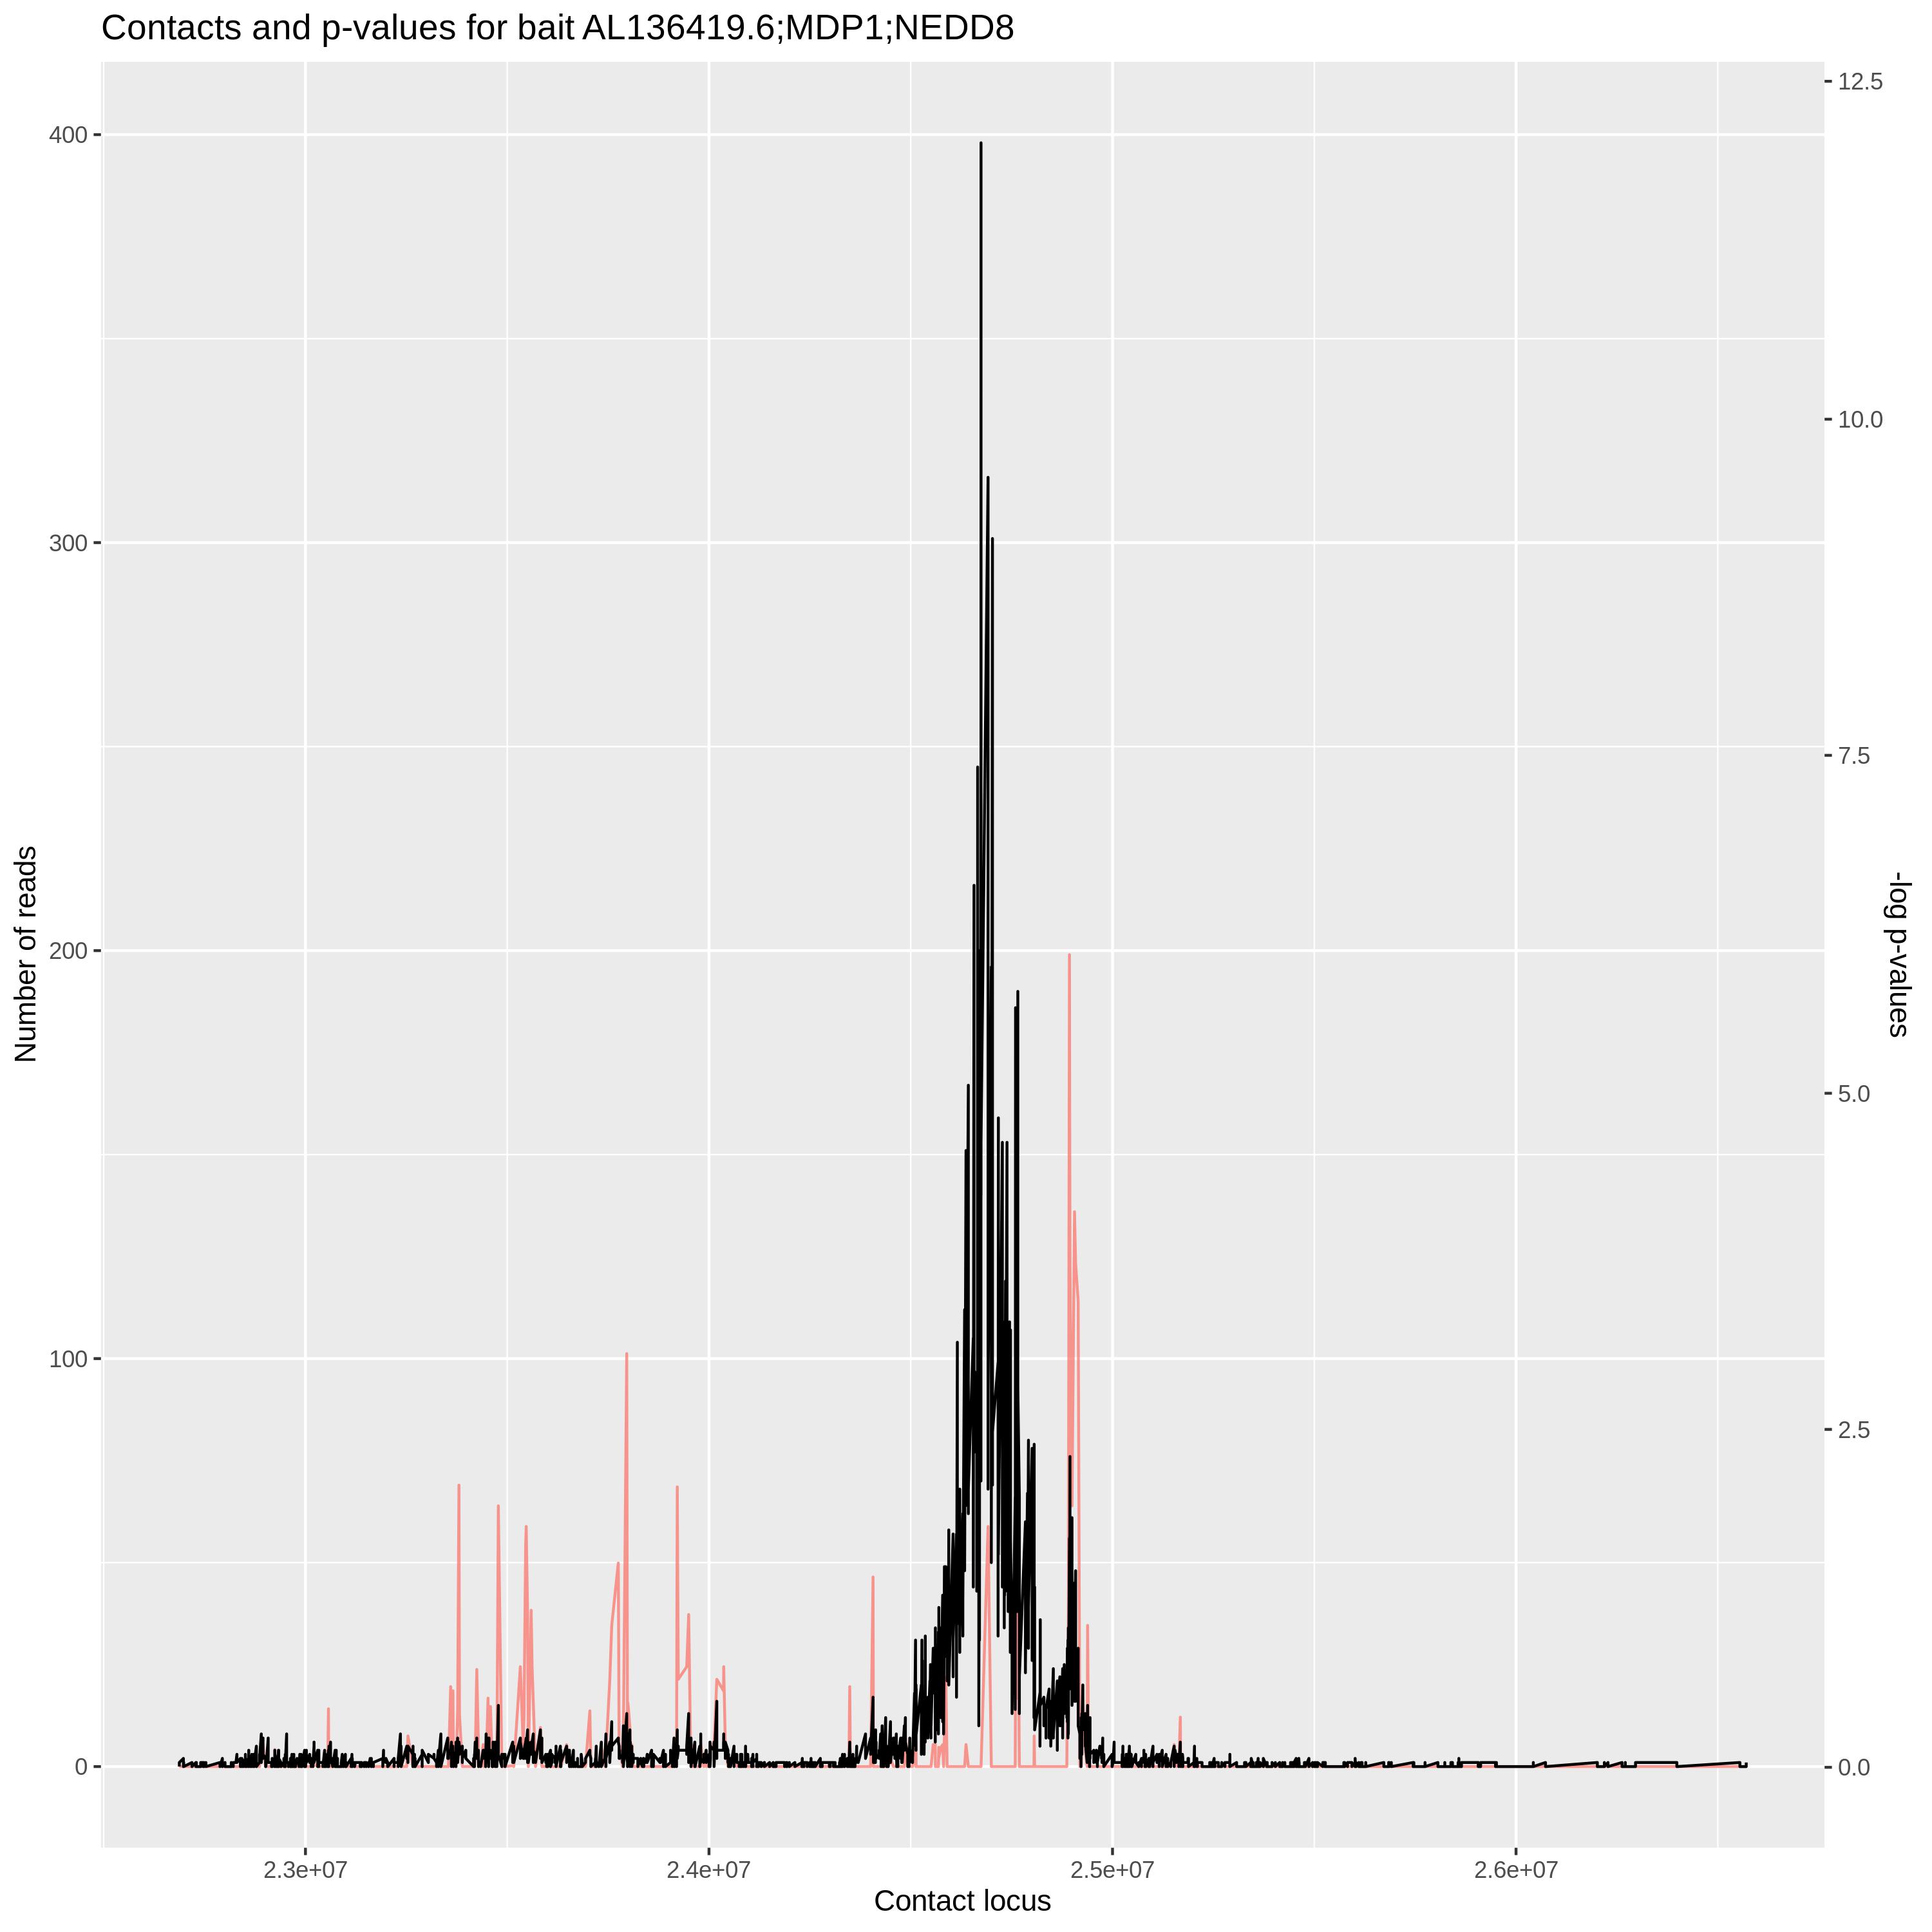 Contacts and p-values for bait AL136419.6;MDP1;NEDD8
Number of reads
400
300
200
100
0
12.5
10.0
7.5
5.0
2.5
0.0
-log p-values
2.3e+07
2.4e+07
2.5e+07
2.6e+07
Contact locus